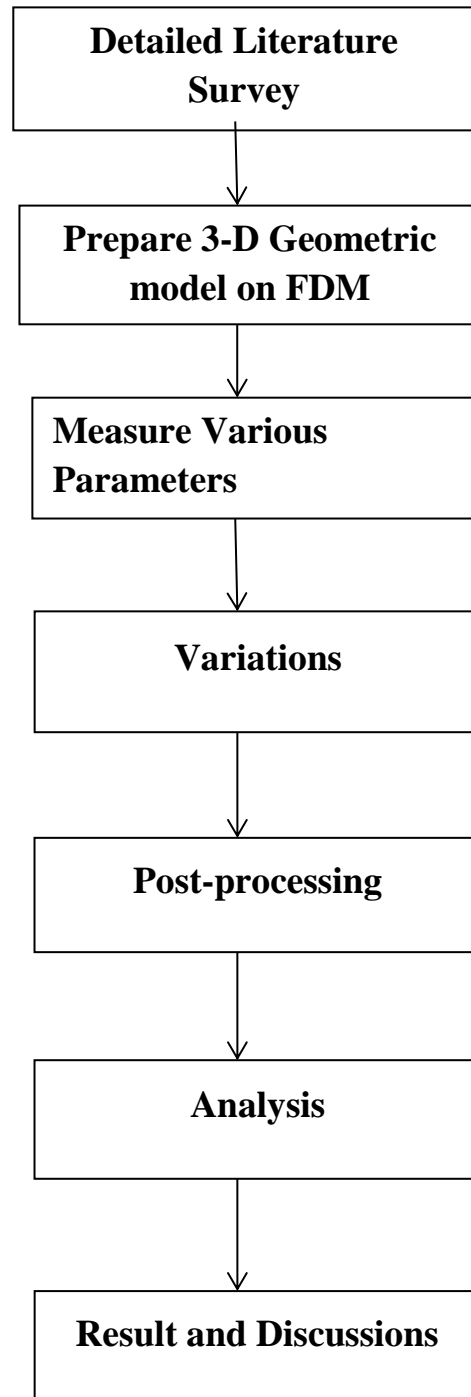 Detailed Literature
Survey
Prepare 3-D Geometric
model on FDM
Measure Various
Parameters
Variations
Post-processing
Analysis
Result and Discussions